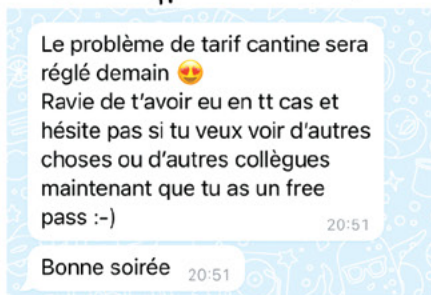 Le problème de tarif cantine sera
réglé demain 😍
Ravie de t'avoir eu en tt cas et
hésite pas si tu veux voir d'autres
choses ou d'autres collègues
maintenant que tu as un free
pass :-)
20:51
Bonne soirée 20:51